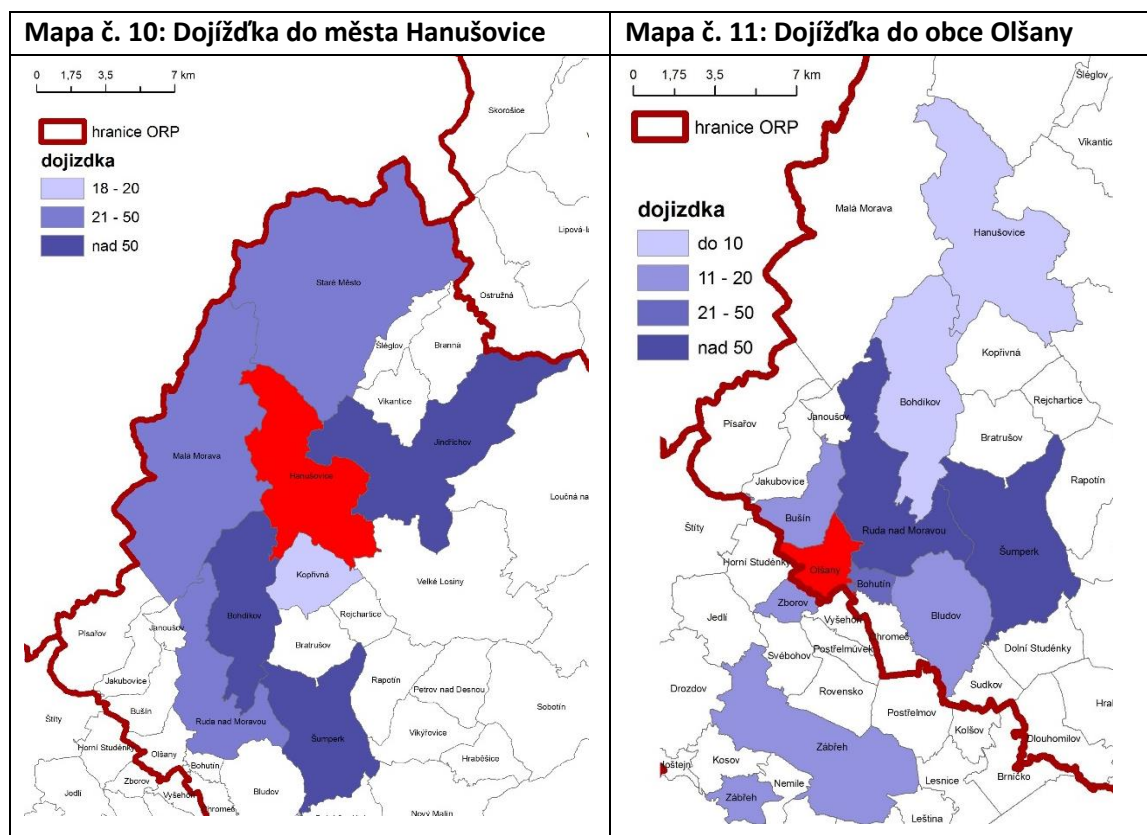 Mapa č. 10: Dojížďka do města Hanušovice
0 1,75 3,5 7 km
hranice ORP
dojizdka
18 - 20
21 - 50
nad 50
Skorošice
Lipová-l
Staré Město
Ostružná
Šléglov
Branná
Vikantice
Jindřichov
Malá Morava
Hanušovice
Loučná na
Kopřivná
Velké Losiny
Bohdíkov
Rejchartice
Písařov
Janoušov
Bratrušov
Jakubovice
Rapotín
Petrov nad Desnou
Sobotín
Bušín
Ruda nad Moravou
Štíty
Šumperk
Vikýřovice
Horní Studénky
Olšany
Bohutín
Hraběšice
Zborov
Bludov
Jedlí
Vyšehoř
Chromeč
Nový Malín
Mapa č. 11: Dojížďka do obce Olšany
0 1,75 3,5 7 km
hranice ORP
dojizdka
do 10
11 - 20
21 - 50
nad 50
Šléglov
Vikantic
Malá Morava
Hanušovice
Kopřivná
Bohdíkov
Rejchartice
Písařov
Janoušov
Bratrušov
Jakubovice
Rapotín
Bušín
Štíty
Ruda nad Moravou
Šumperk
Horní Studénky
Olšany
Bohutín
Zborov
Bludov
Jedlí
Vyšehoř
Chromeč
Svébohov
Postřelmůvek
Dolní Studénky
Sudkov
Drozdov
Rovensko
Postřelmov
Hral
Kolšov
Zábřeh
Dlouhomilov
Hoštejn
Kosov
Nemile
Lesnice
Brníčko
Zábřeh
Leština